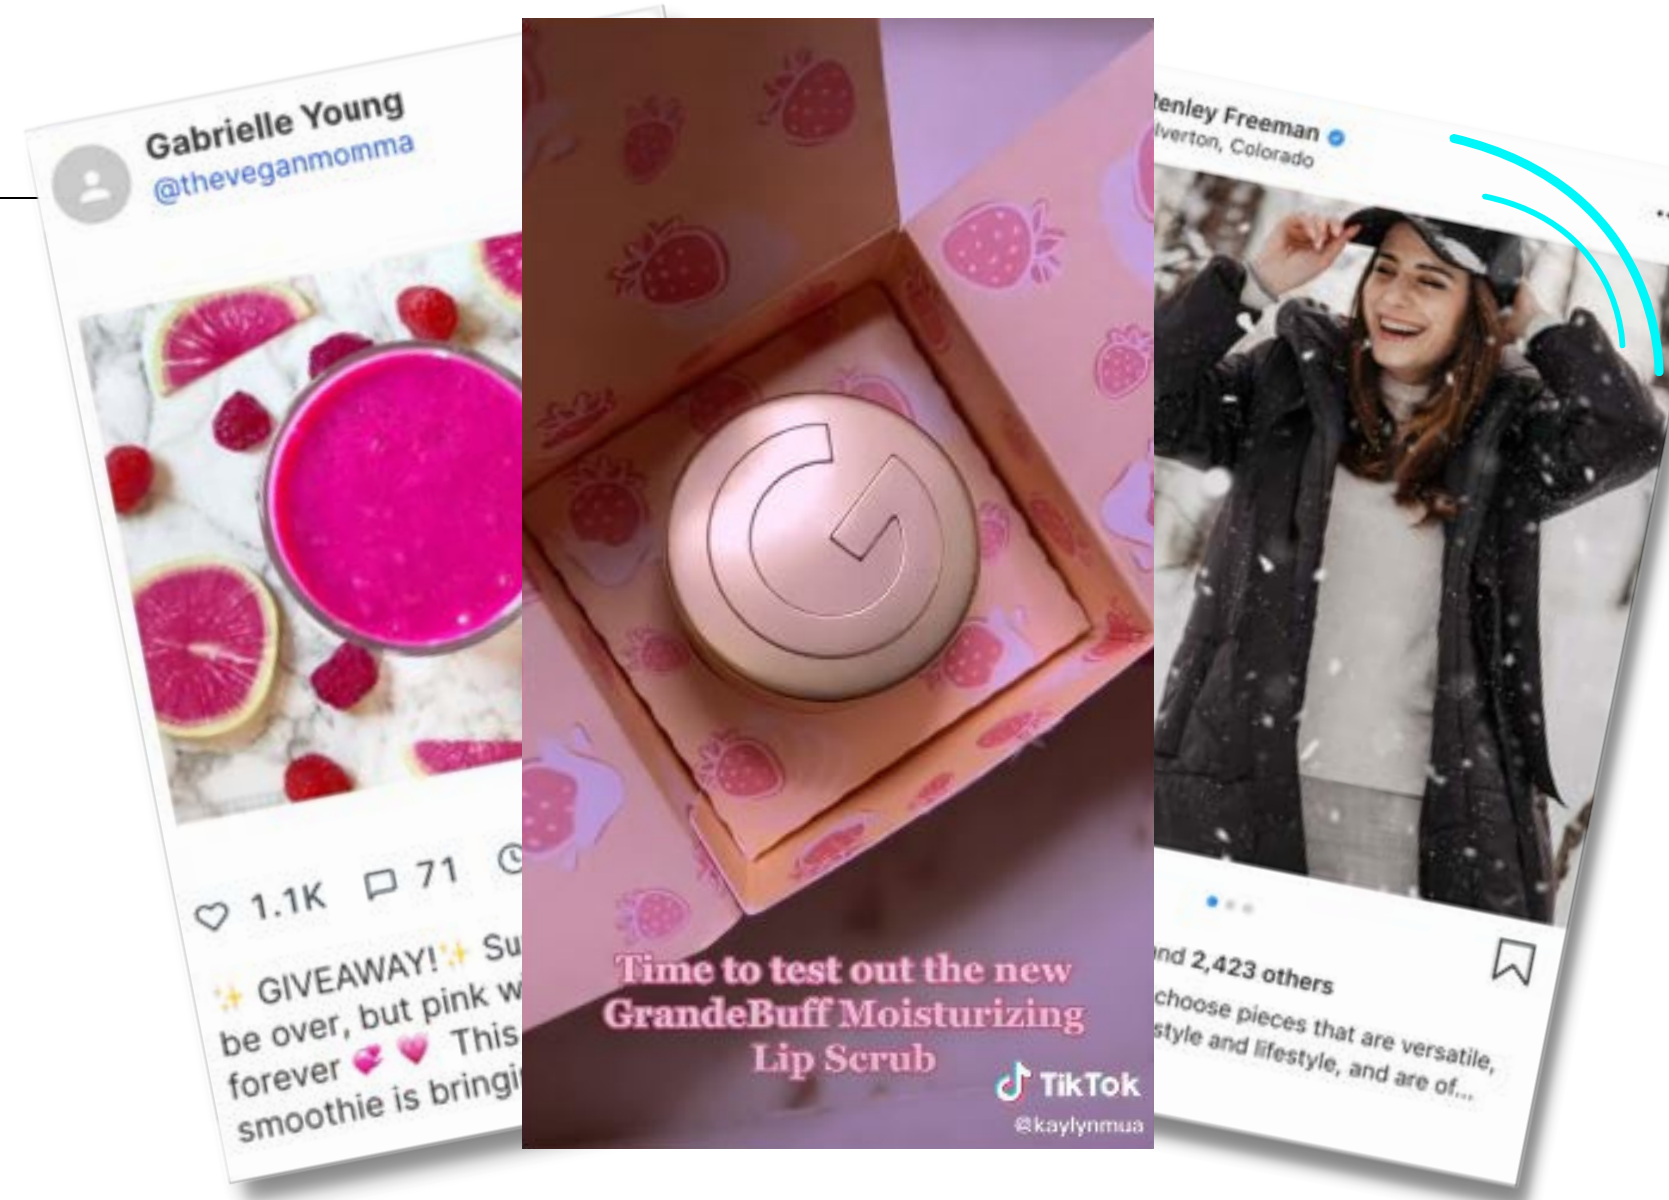 Gabrielle Young
@theveganmomma
1.1K 71
✨ GIVEAWAY!✨ Su
be over, but pink w
forever 💞 💗 This
smoothie is bringi
G
Time to test out the new
GrandeBuff Moisturizing
Lip Scrub
TikTok
@kaylynmua
enley Freeman
lverton, Colorado
nd 2,423 others
choose pieces that are versatile,
style and lifestyle, and are of...